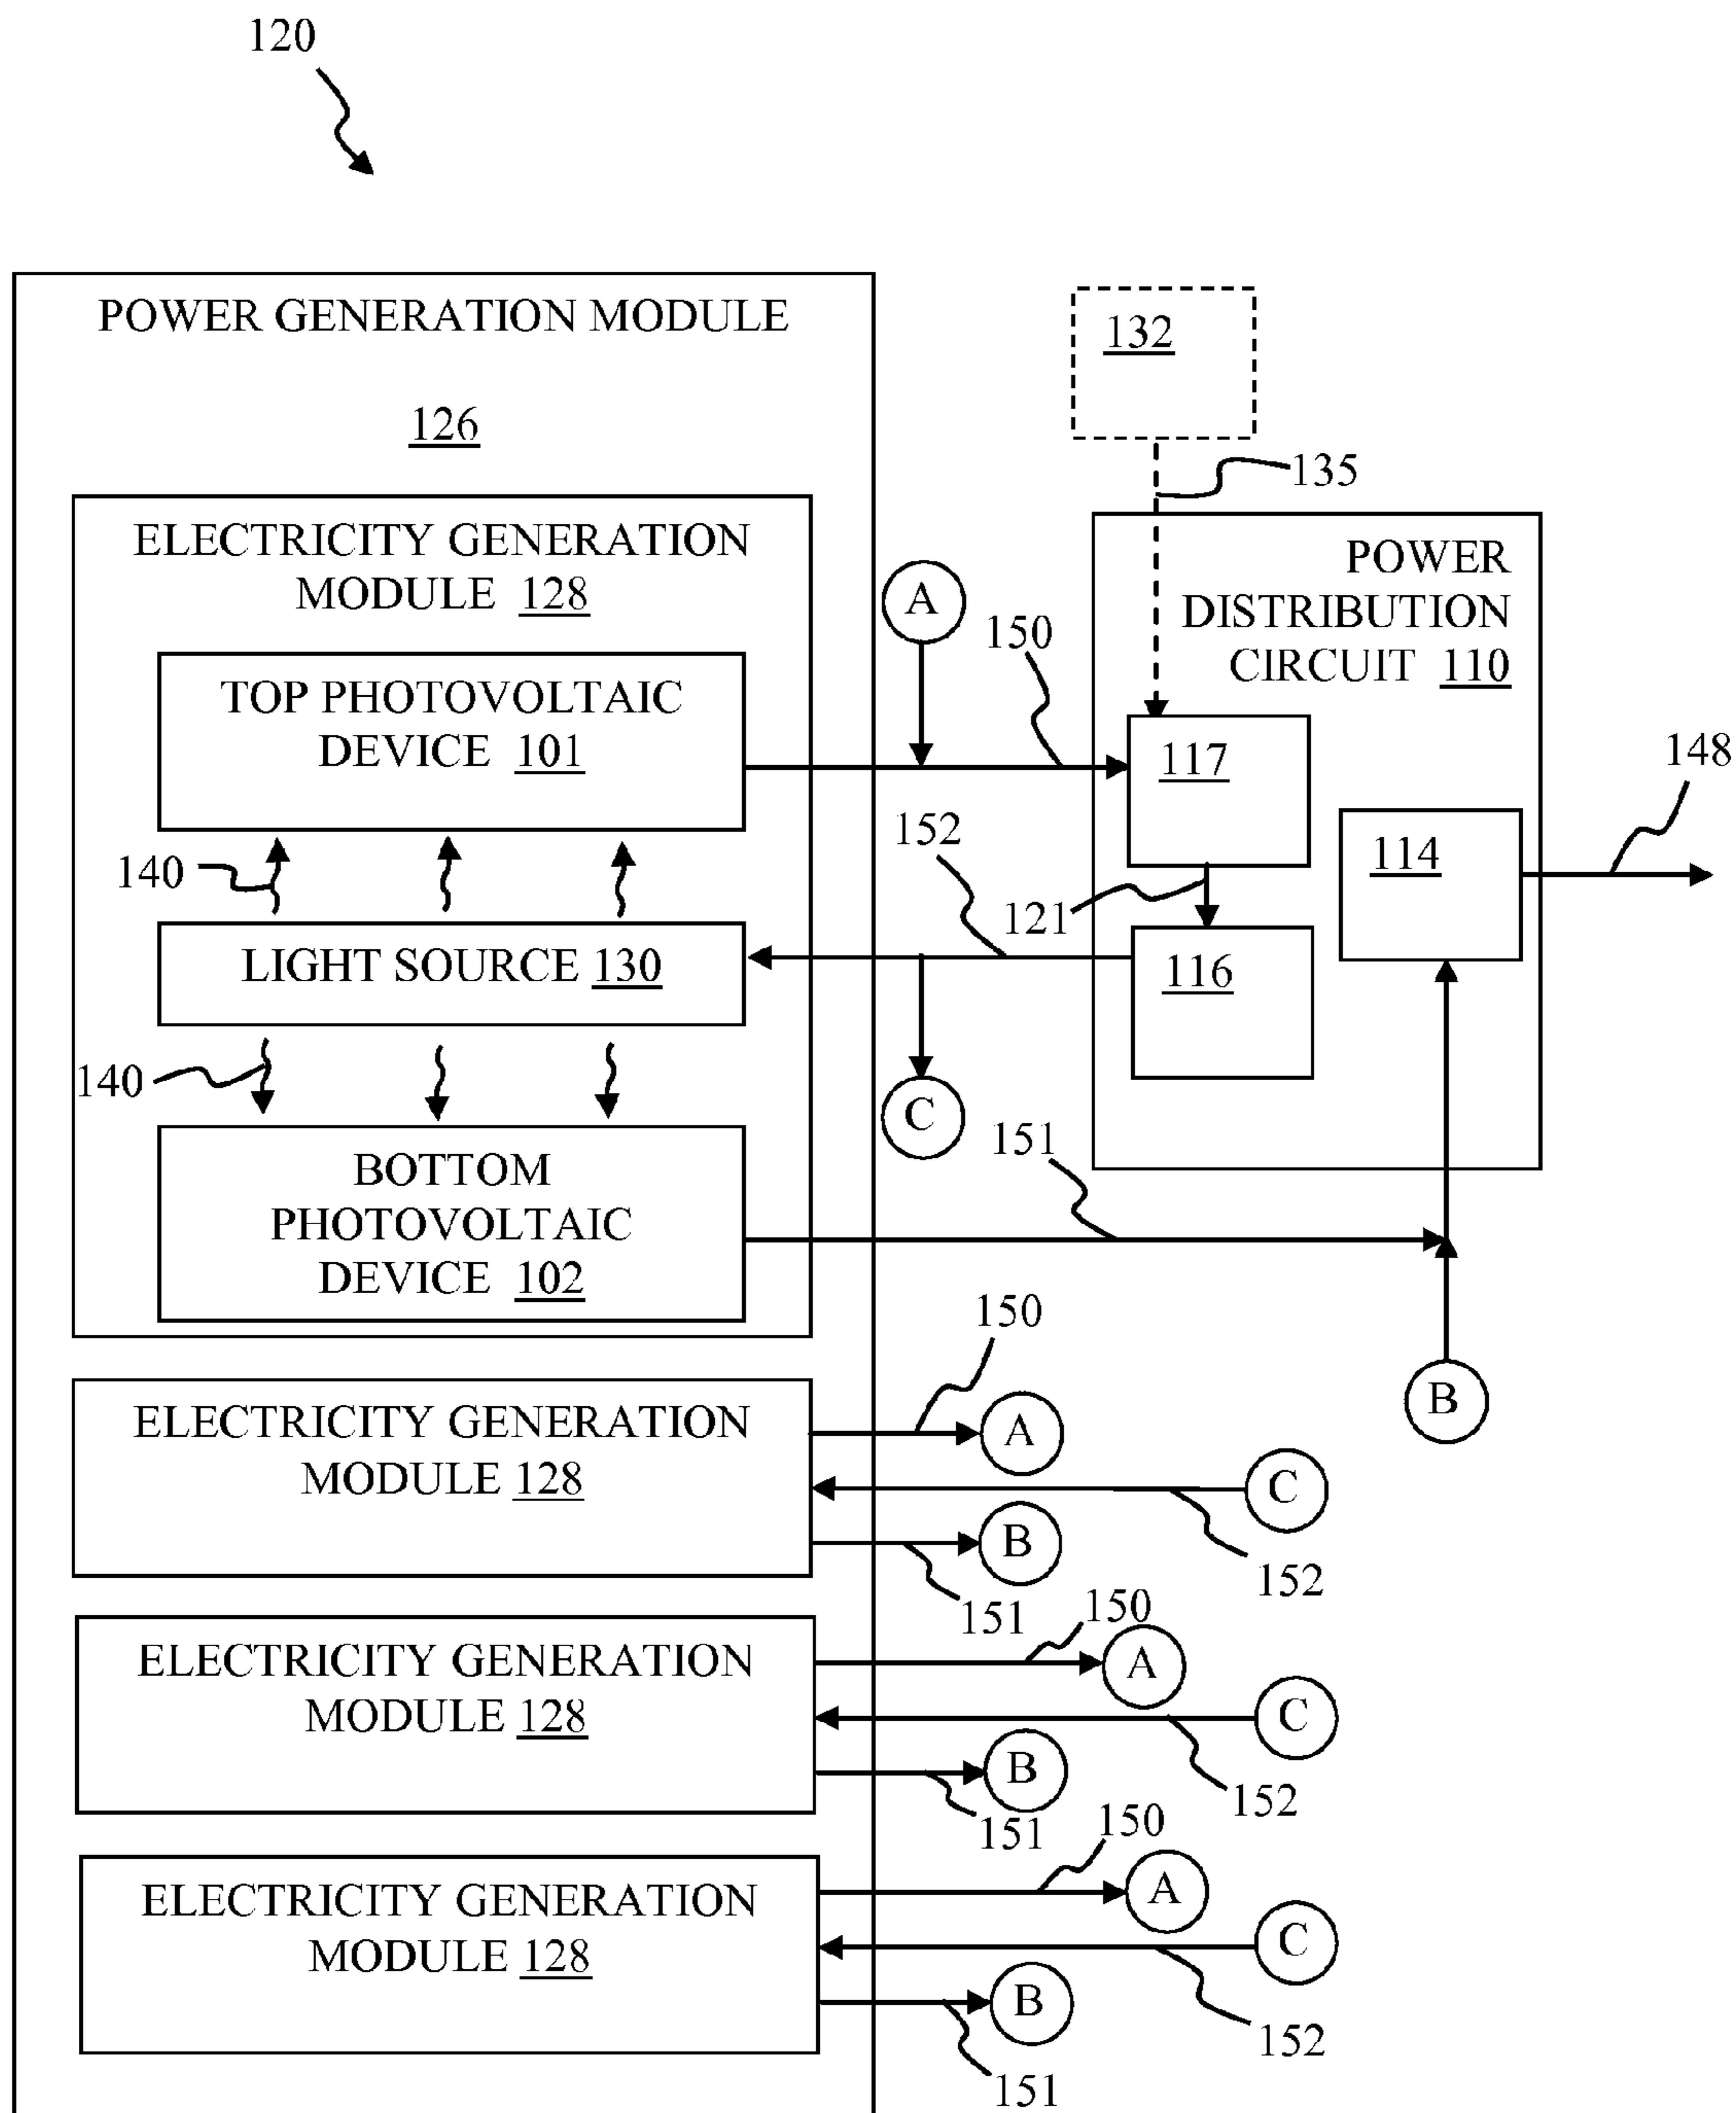 120
POWER GENERATION MODULE
126
132
135
ELECTRICITY GENERATION
MODULE 128
POWER
DISTRIBUTION
CIRCUIT 110
A
150
TOP PHOTOVOLTAIC
DEVICE 101
117
148
152
114
140
121
LIGHT SOURCE 130
116
140
C
151
BOTTOM
PHOTOVOLTAIC
DEVICE 102
150
B
ELECTRICITY GENERATION
MODULE 128
A
C
B
152
151
150
ELECTRICITY GENERATION
MODULE 128
A
C
B
152
151
150
ELECTRICITY GENERATION
MODULE 128
A
C
B
152
151